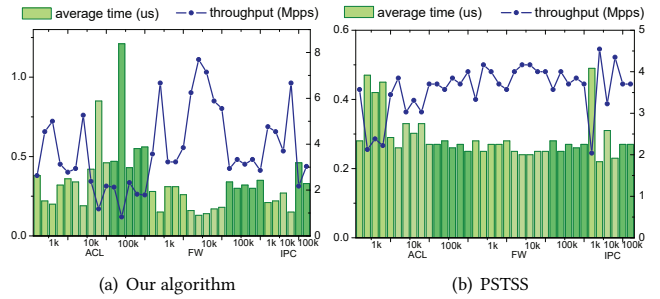 average time (us) throughput (Mpps)
1.0
0.5
0.0
8
6
4
2
0
1k 10k 100k 1k 10k 100k 1k 10k 100k
ACL FW IPC
(a) Our algorithm
average time (us) throughput (Mpps)
0.6
0.4
0.2
0.0
5
4
3
2
1
0
1k 10k 100k 1k 10k 100k 1k 10k 100k
ACL FW IPC
(b) PSTSS